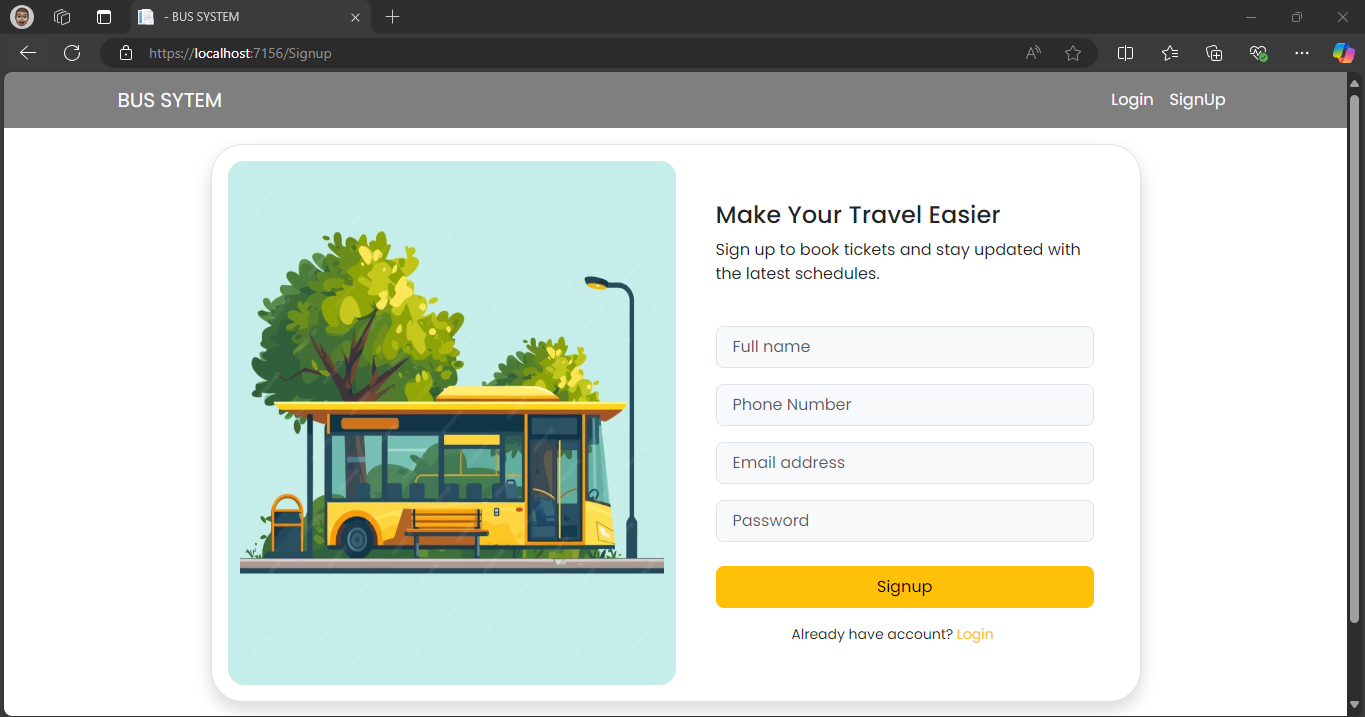 - BUS SYSTEM
https://localhost:7156/Signup
BUS SYTEM
Login SignUp
Make Your Travel Easier
Sign up to book tickets and stay updated with
the latest schedules.
Full name
Phone Number
Email address
Password
Signup
Already have account? Login